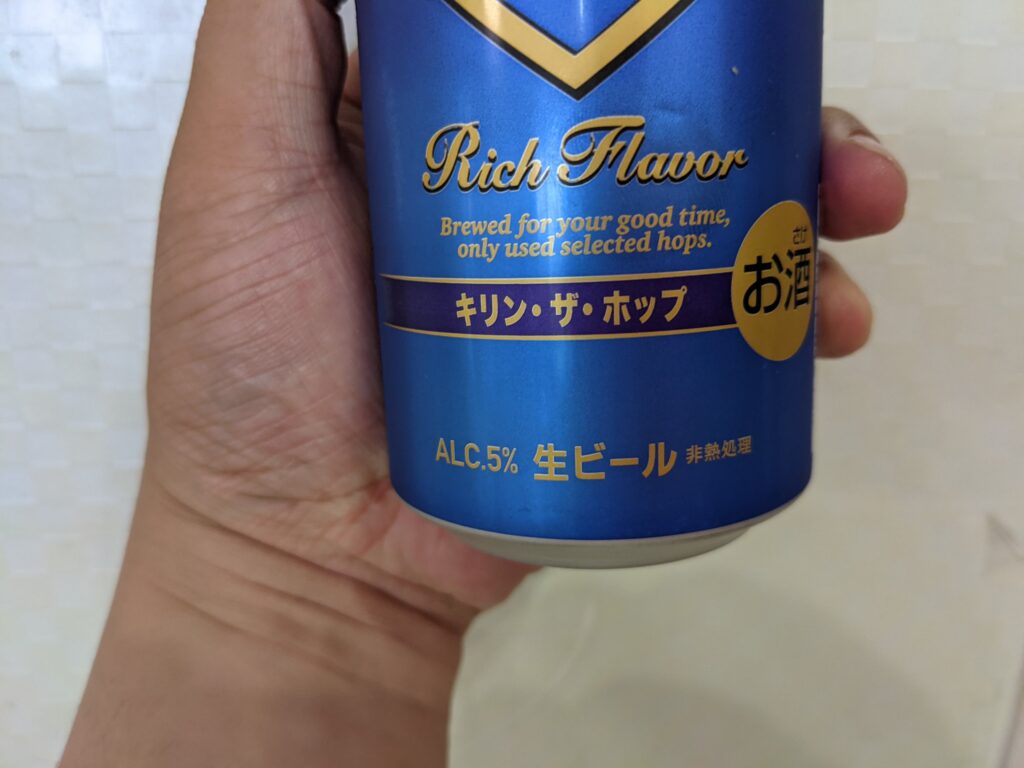 Rich Flavor
Brewed for your good time,
only used selected hops.
キリン・ザ・ホップ
さけ
お酒
ALC.5% 生ビール 非熱処理